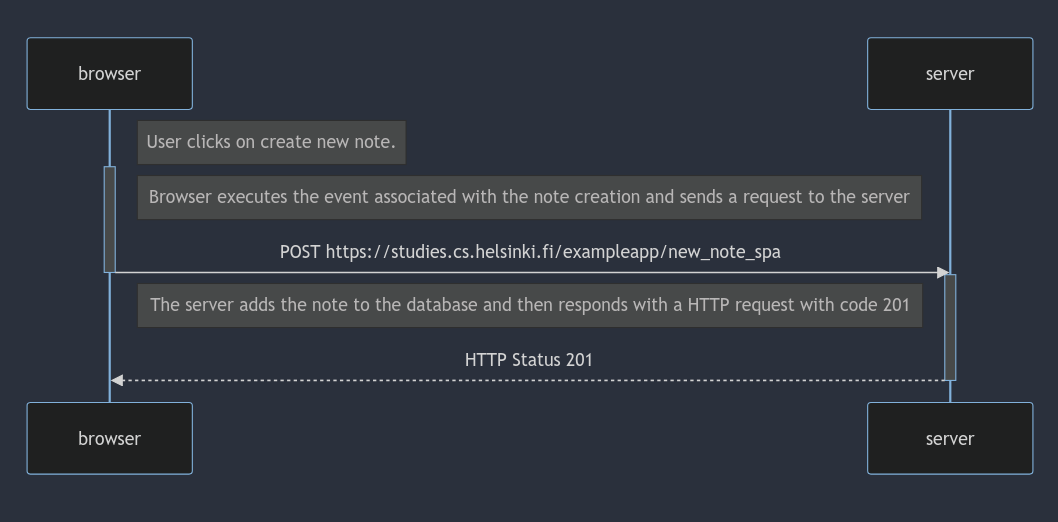 browser
server
User clicks on create new note.
Browser executes the event associated with the note creation and sends a request to the server
POST https://studies.cs.helsinki.fi/exampleapp/new_note_spa
The server adds the note to the database and then responds with a HTTP request with code 201
HTTP Status 201
browser
server